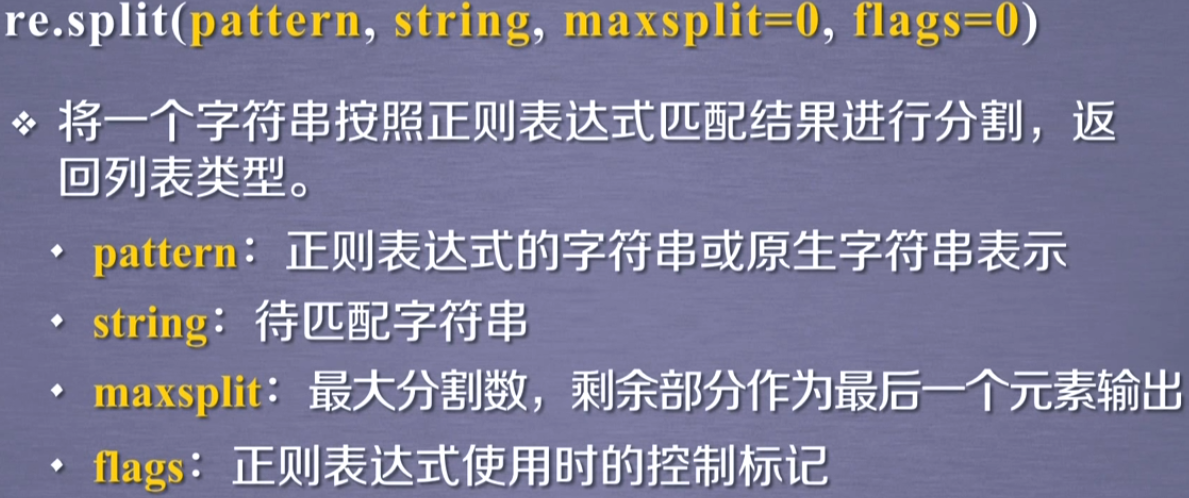 re.split(pattern, string, maxsplit=0, flags=0)
❖ 将一个字符串按照正则表达式匹配结果进行分割，返
回列表类型。
• pattern：正则表达式的字符串或原生字符串表示
• string：待匹配字符串
• maxsplit：最大分割数，剩余部分作为最后一个元素输出
• flags：正则表达式使用时的控制标记